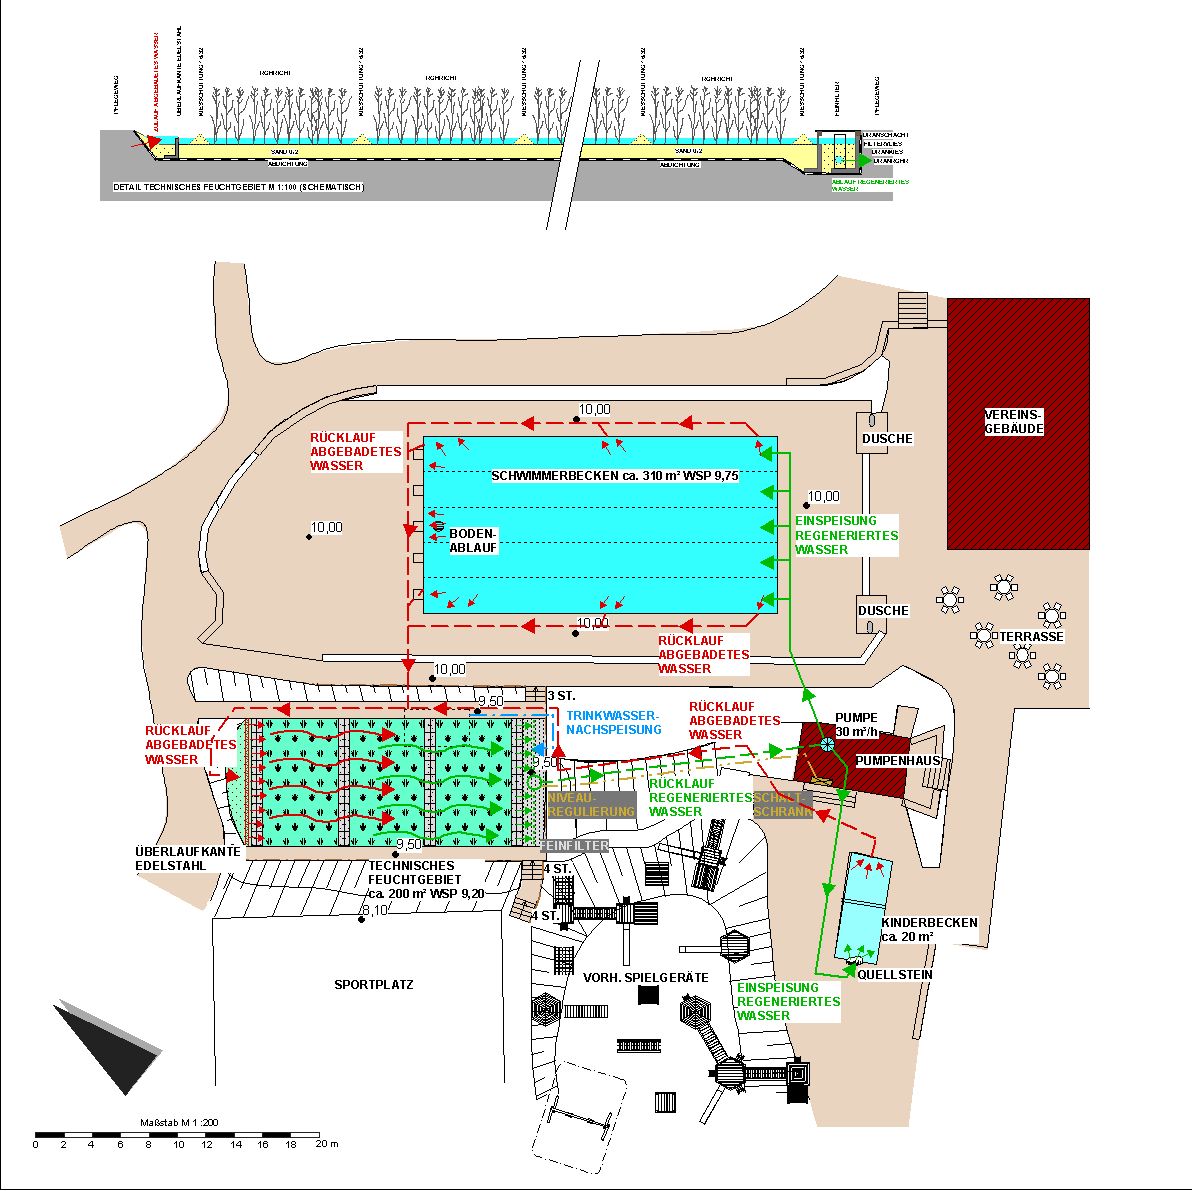 PFLEGEWEG
ZULAUF ABGEBADETES WASSER
ÜBERLAUFKANTE EDELSTAHL
KIESSCHÜTTUNG 16/32
RÖHRICHT
KIESSCHÜTTUNG 16/32
RÖHRICHT
KIESSCHÜTTUNG 16/32
KIESSCHÜTTUNG 16/32
RÖHRICHT
KIESSCHÜTTUNG 16/32
FEINFILTER
PFLEGEWEG
DRAINSCHACHT
FILTERVLIES
DRAINKIES
DRAINROHR
SAND 0/2
SAND 0/2
ABDICHTUNG
ABDICHTUNG
ABLAUF REGENERIERTES
WASSER
DETAIL TECHNISCHES FEUCHTGEBIET M 1:100 (SCHEMATISCH)
10,00
RÜCKLAUF
ABGEBADETES
WASSER
SCHWIMMERBECKEN ca. 310 m² WSP 9,75
DUSCHE
VEREINS-
GEBÄUDE
10,00
10,00
BODEN-
ABLAUF
EINSPEISUNG
REGENERIERTES
WASSER
10,00
DUSCHE
TERRASSE
RÜCKLAUF
ABGEBADETES
WASSER
10,00
3 ST.
9,50
TRINKWASSER-
NACHSPEISUNG
RÜCKLAUF
ABGEBADETES
WASSER
PUMPE
30 m³/h
PUMPENHAUS
RÜCKLAUF
ABGEBADETES
WASSER
9,50
RÜCKLAUF
REGENERIERTES
WASSER
NIVEAU-
REGULIERUNG
SCHALT-
SCHRANK
FEINFILTER
9,50
ÜBERLAUFKANTE
EDELSTAHL
TECHNISCHES
FEUCHTGEBIET
ca. 200 m² WSP 9,20
4 ST.
4 ST.
8,10
KINDERBECKEN
ca. 20 m²
QUELLSTEIN
SPORTPLATZ
VORH. SPIELGERÄTE
EINSPEISUNG
REGENERIERTES
WASSER
Maßstab M 1 :200
0 2 4 6 8 10 12 14 16 18 20 m